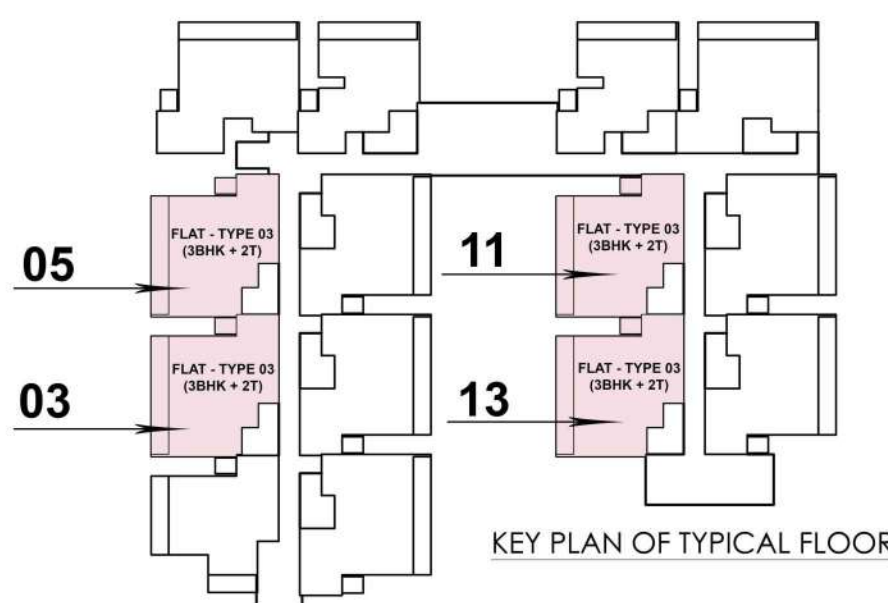 FLAT - TYPE 03
(3BHK + 2T)
05
FLAT - TYPE 03
(3BHK + 2T)
11
FLAT - TYPE 03
(3BHK + 2T)
03
FLAT - TYPE 03
(3BHK + 2T)
13
KEY PLAN OF TYPICAL FLOOR